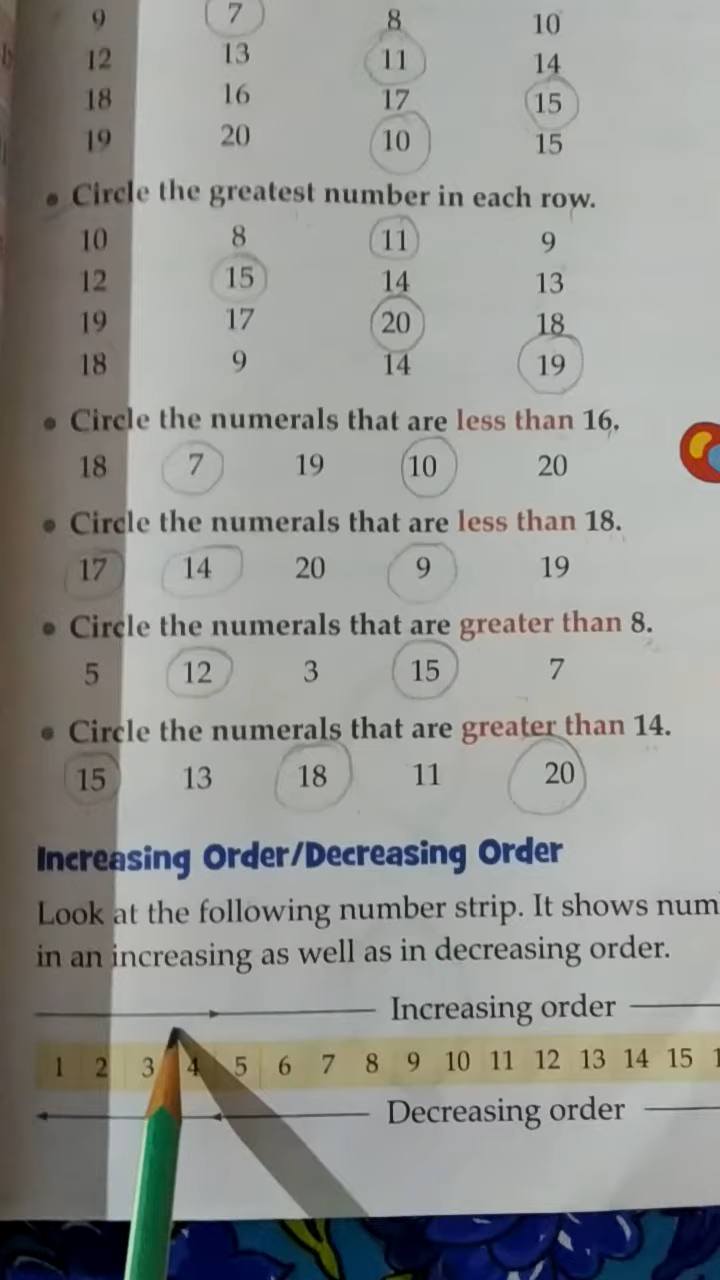 9 7 8 10
12 13 11 14
18 16 17 15
19 20 10 15
• Circle the greatest number in each row.
10 8 11 9
12 15 14 13
19 17 20 18
18 9 14 19
• Circle the numerals that are less than 16.
18 7 19 10 20
• Circle the numerals that are less than 18.
17 14 20 9 19
• Circle the numerals that are greater than 8.
5 12 3 15 7
• Circle the numerals that are greater than 14.
15 13 18 11 20
Increasing Order/Decreasing Order
Look at the following number strip. It shows num
in an increasing as well as in decreasing order.
Increasing order
1 2 3 4 5 6 7 8 9 10 11 12 13 14 15 1
Decreasing order